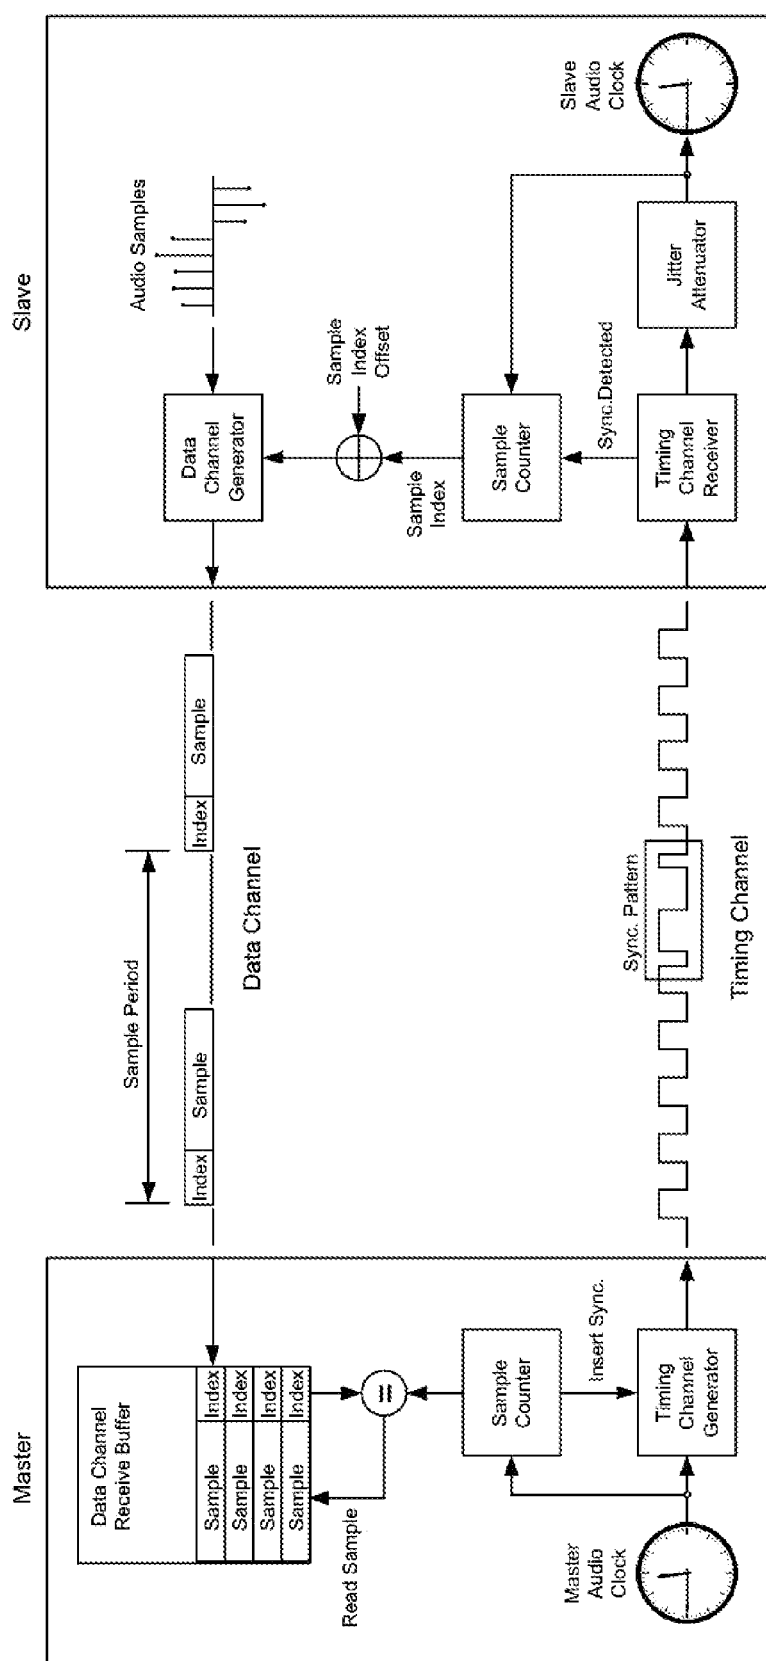 Master
Data Channel
Receive Buffer
Sample
Index
Sample
Index
Sample
Index
Sample
Index
Read Sample
=
Sample
Counter
Insert Sync.
Timing
Channel
Generator
Master
Audio
Clock
Sample Period
Index
Sample
Index
Sample
Data Channel
Sync. Pattern
Timing Channel
Slave
Audio Samples
Data
Channel
Generator
Sample
Index
Offset
Sample
Index
Sample
Counter
Sync.Detected
Timing
Channel
Receiver
Jitter
Attenuator
Slave
Audio
Clock